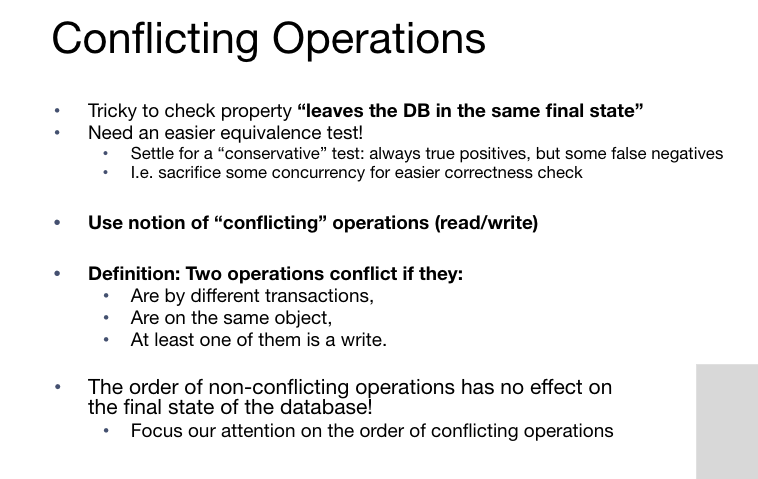 Conflicting Operations
• Tricky to check property “leaves the DB in the same final state”
• Need an easier equivalence test!
• Settle for a “conservative” test: always true positives, but some false negatives
• I.e. sacrifice some concurrency for easier correctness check
• Use notion of “conflicting” operations (read/write)
• Definition: Two operations conflict if they:
• Are by different transactions,
• Are on the same object,
• At least one of them is a write.
• The order of non-conflicting operations has no effect on
the final state of the database!
• Focus our attention on the order of conflicting operations